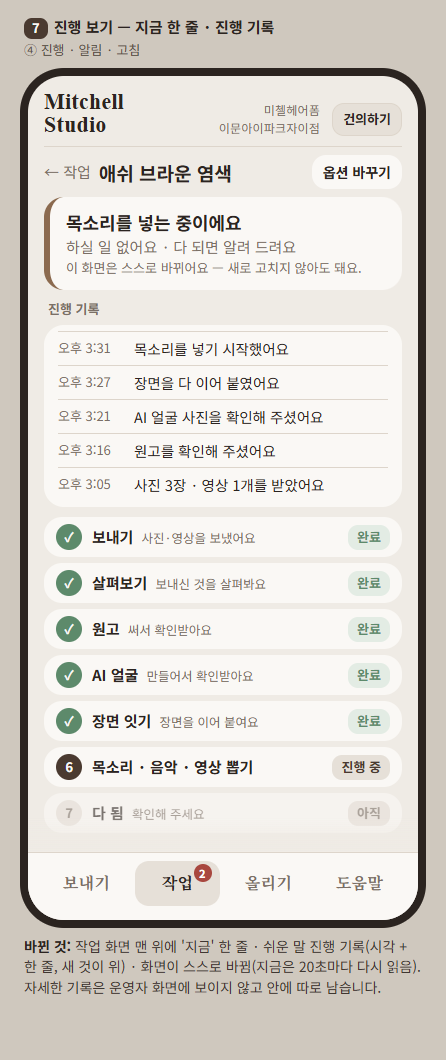 7 진행 보기 — 지금 한 줄 · 진행 기록
④ 진행 · 알림 · 고침
Mitchell
Studio
미첼헤어폼
이문아이파크자이점
건의하기
← 작업 애쉬 브라운 염색
옵션 바꾸기
목소리를 넣는 중이에요
하실 일 없어요 · 다 되면 알려 드려요
이 화면은 스스로 바뀌어요 — 새로 고치지 않아도 돼요.
진행 기록
오후 3:31 목소리를 넣기 시작했어요
오후 3:27 장면을 다 이어 붙였어요
오후 3:21 AI 얼굴 사진을 확인해 주셨어요
오후 3:16 원고를 확인해 주셨어요
오후 3:05 사진 3장 · 영상 1개를 받았어요
✓ 보내기 사진·영상을 보냈어요 완료
✓ 살펴보기 보내신 것을 살펴봐요 완료
✓ 원고 써서 확인받아요 완료
✓ AI 얼굴 만들어서 확인받아요 완료
✓ 장면 잇기 장면을 이어 붙여요 완료
6 목소리 · 음악 · 영상 뽑기 진행 중
7 다 됨 확인해 주세요 아직
보내기 작업 2 올리기 도움말
바뀐 것: 작업 화면 맨 위에 '지금' 한 줄 · 쉬운 말 진행 기록(시각 +
한 줄, 새 것이 위) · 화면이 스스로 바뀜(지금은 20초마다 다시 읽음).
자세한 기록은 운영자 화면에 보이지 않고 안에 따로 남습니다.